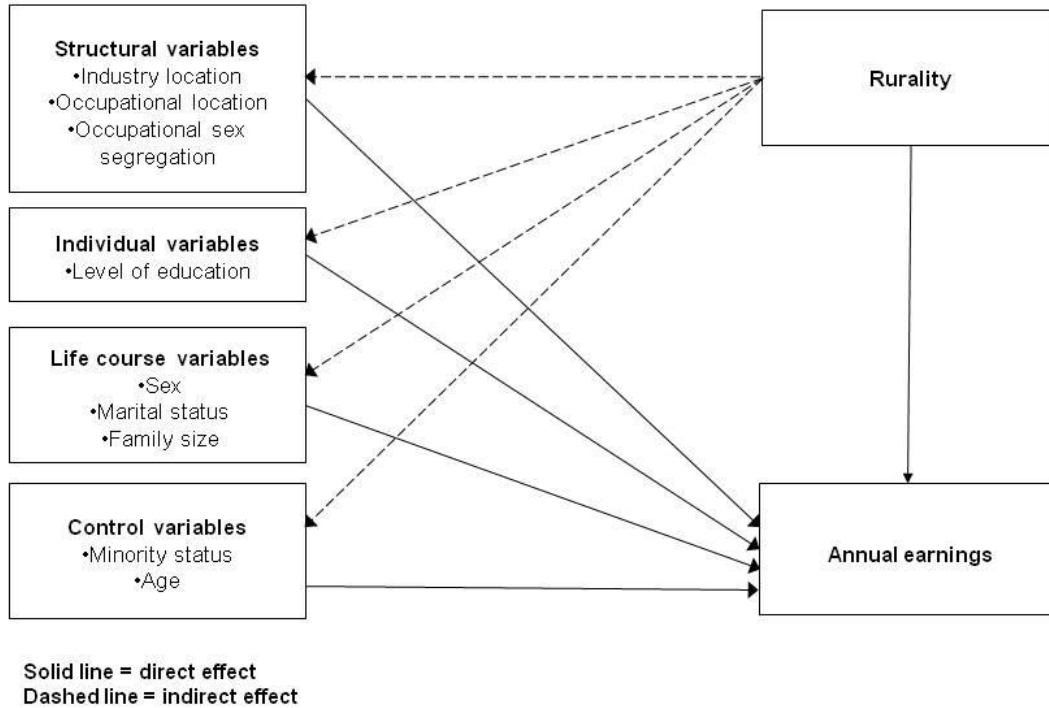 Structural variables
•Industry location
•Occupational location
•Occupational sex
segregation
Rurality
Individual variables
•Level of education
Life course variables
•Sex
•Marital status
•Family size
Control variables
•Minority status
•Age
Annual earnings
Solid line = direct effect
Dashed line = indirect effect